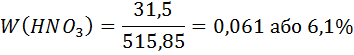 W(HNO₃) = 31,5 / 515,85 = 0,061 або 6,1%